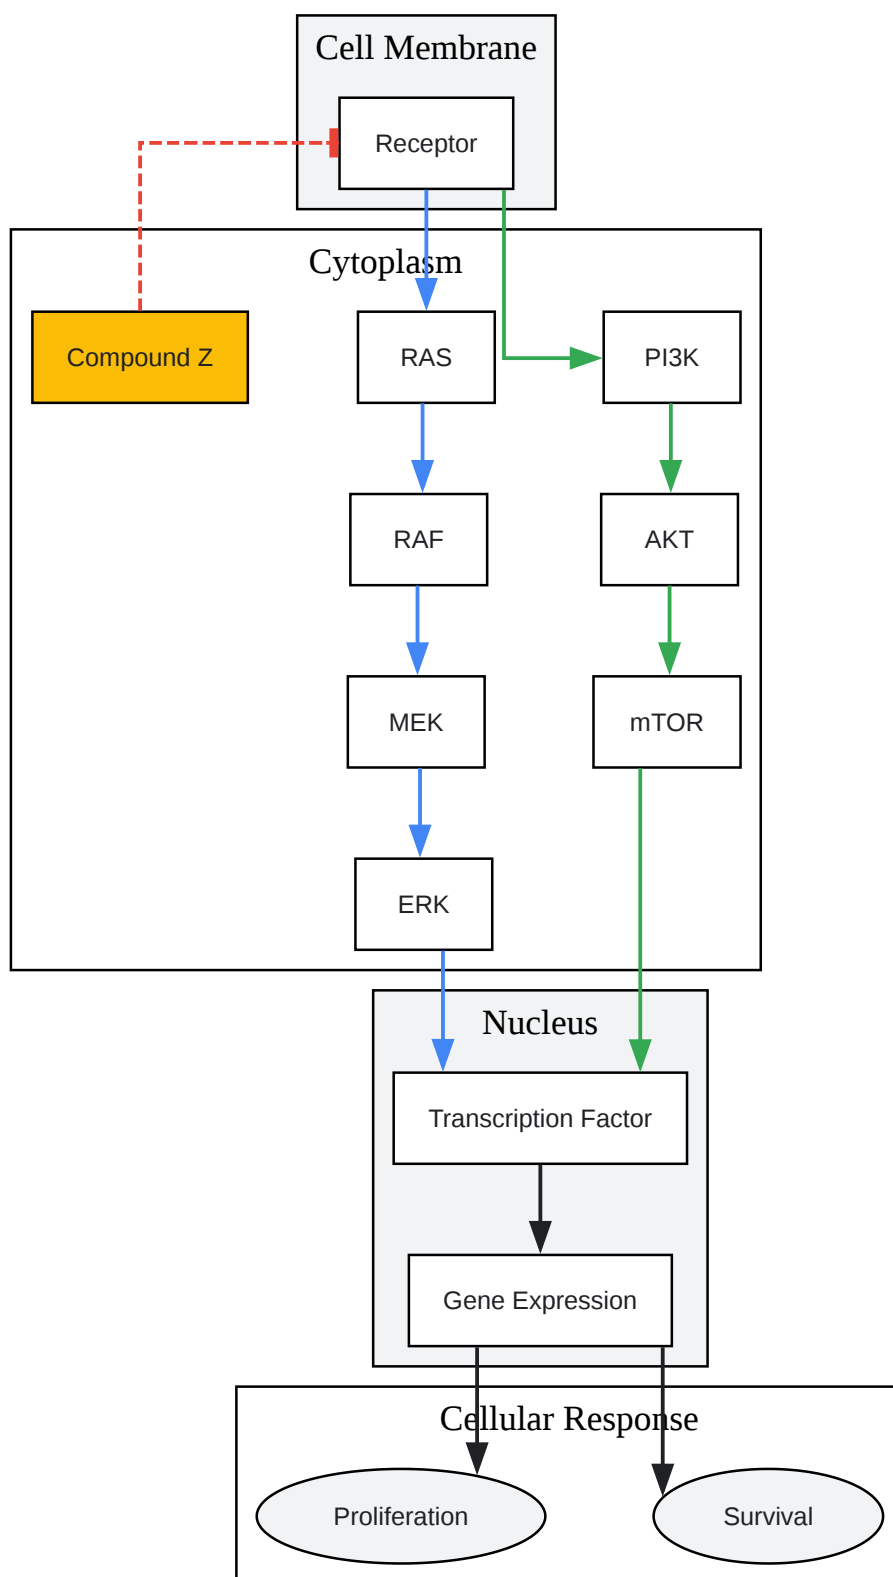 Cell Membrane
Receptor
Cytoplasm
Compound Z
RAS
PI3K
RAF
AKT
MEK
mTOR
ERK
Nucleus
Transcription Factor
Gene Expression
Cellular Response
Proliferation
Survival